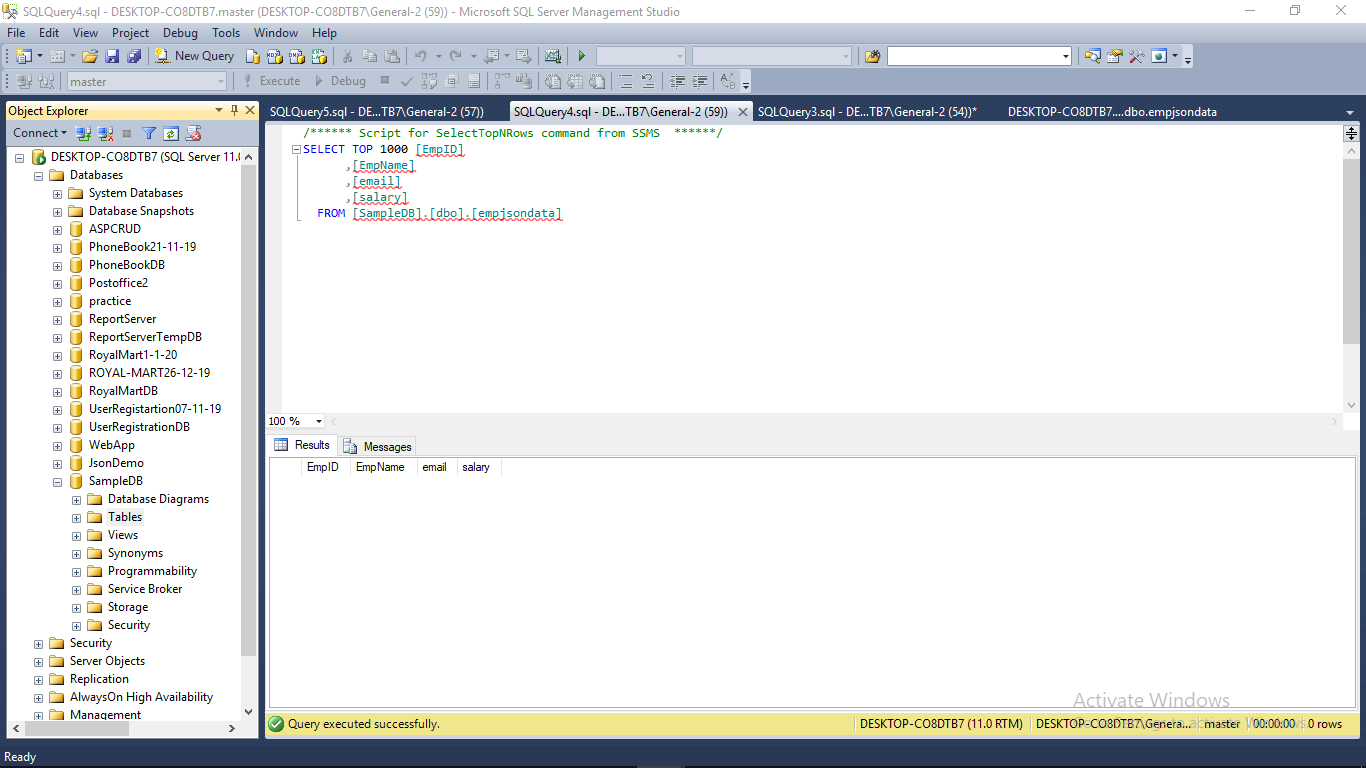 SQLQuery4.sql - DESKTOP-CO8DTB7.master (DESKTOP-CO8DTB7\General-2 (59)) - Microsoft SQL Server Management Studio
File Edit View Project Debug Tools Window Help
New Query
master Execute Debug
Object Explorer
Connect
DESKTOP-CO8DTB7 (SQL Server 11.
Databases
System Databases
Database Snapshots
ASPCRUD
PhoneBook21-11-19
PhoneBookDB
Postoffice2
practice
ReportServer
ReportServerTempDB
RoyalMart1-1-20
ROYAL-MART26-12-19
RoyalMartDB
UserRegistartion07-11-19
UserRegistrationDB
WebApp
JsonDemo
SampleDB
Database Diagrams
Tables
Views
Synonyms
Programmability
Service Broker
Storage
Security
Security
Server Objects
Replication
AlwaysOn High Availability
Management
SQLQuery5.sql - DE...TB7\General-2 (57)) SQLQuery4.sql - DE...TB7\General-2 (59)) SQLQuery3.sql - DE...TB7\General-2 (54))* DESKTOP-CO8DTB7....dbo.empjsondata
/****** Script for SelectTopNRows command from SSMS ******/
SELECT TOP 1000 [EmpID]
,[EmpName]
,[email]
,[salary]
FROM [SampleDB].[dbo].[empjsondata]
100 %
Results Messages
EmpID EmpName email salary
Activate Windows
Query executed successfully. DESKTOP-CO8DTB7 (11.0 RTM) DESKTOP-CO8DTB7\Genera... master 00:00:00 0 rows
Ready